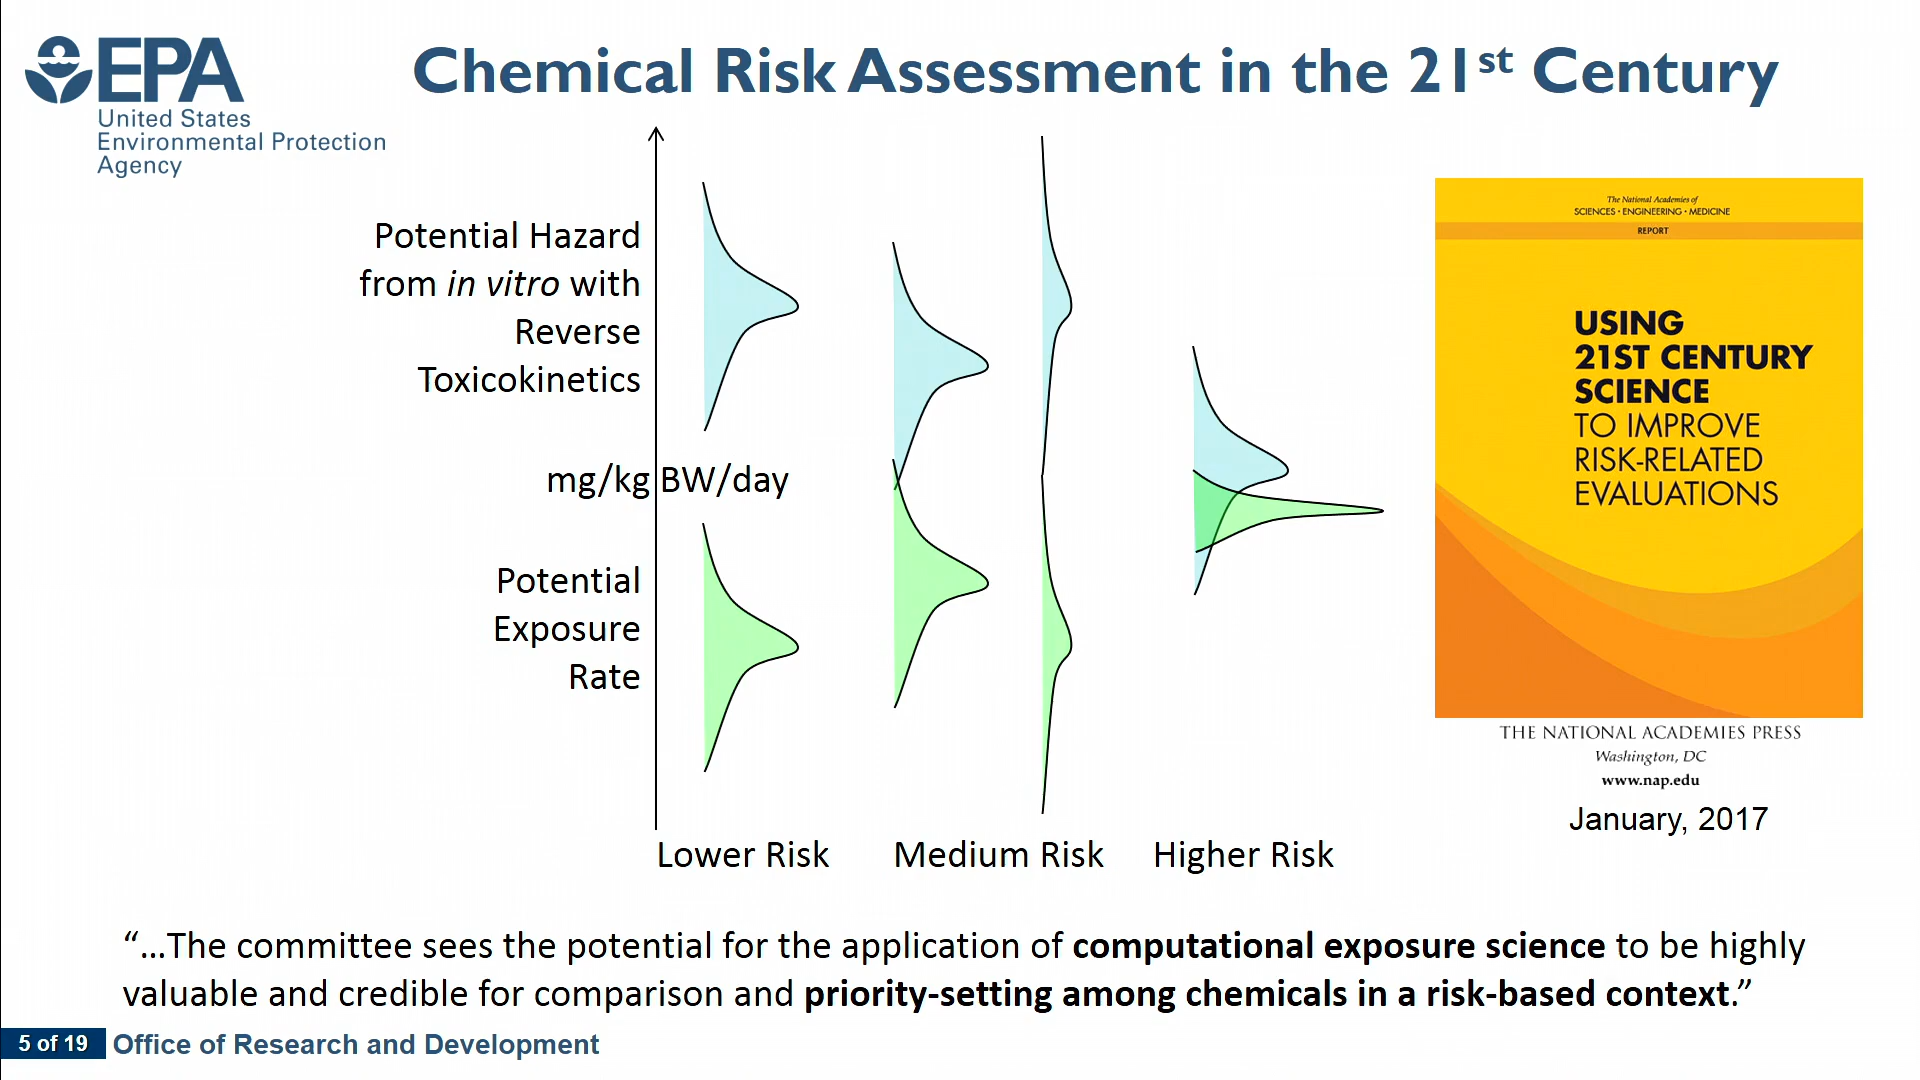 EPA
United States
Environmental Protection
Agency
Chemical Risk Assessment in the 21st Century
Potential Hazard
from in vitro with
Reverse
Toxicokinetics
mg/kg BW/day
Potential
Exposure
Rate
Lower Risk
Medium Risk
Higher Risk
The National Academies of
SCIENCES • ENGINEERING • MEDICINE
REPORT
USING
21ST CENTURY
SCIENCE
TO IMPROVE
RISK-RELATED
EVALUATIONS
THE NATIONAL ACADEMIES PRESS
Washington, DC
www.nap.edu
January, 2017
“…The committee sees the potential for the application of computational exposure science to be highly
valuable and credible for comparison and priority-setting among chemicals in a risk-based context.”
5 of 19
Office of Research and Development